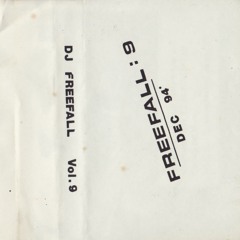 DJ FREEFALL Vol. 9
FREEFALL : 9
DEC 94'